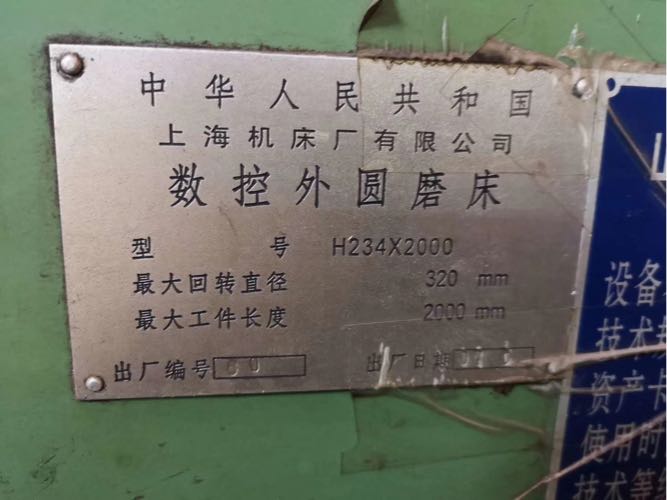 中华人民共和国
上海机床厂有限公司
数控外圆磨床
型 号 H234X2000
最大回转直径 320 mm
最大工件长度 2000 mm
出厂编号 60 出厂日期
设备
技术
资产卡
使用时
技术等